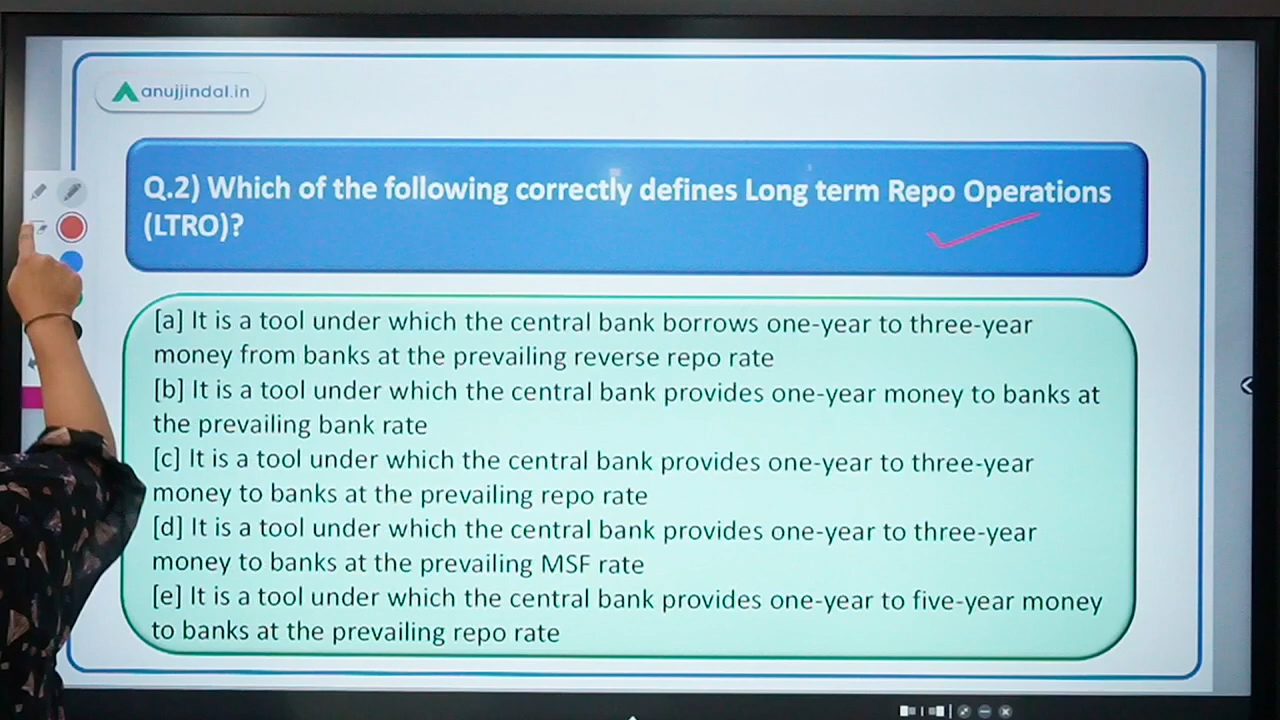 anujjindal.in
Q.2) Which of the following correctly defines Long term Repo Operations
(LTRO)?
[a] It is a tool under which the central bank borrows one-year to three-year
money from banks at the prevailing reverse repo rate
[b] It is a tool under which the central bank provides one-year money to banks at
the prevailing bank rate
[c] It is a tool under which the central bank provides one-year to three-year
money to banks at the prevailing repo rate
[d] It is a tool under which the central bank provides one-year to three-year
money to banks at the prevailing MSF rate
[e] It is a tool under which the central bank provides one-year to five-year money
to banks at the prevailing repo rate